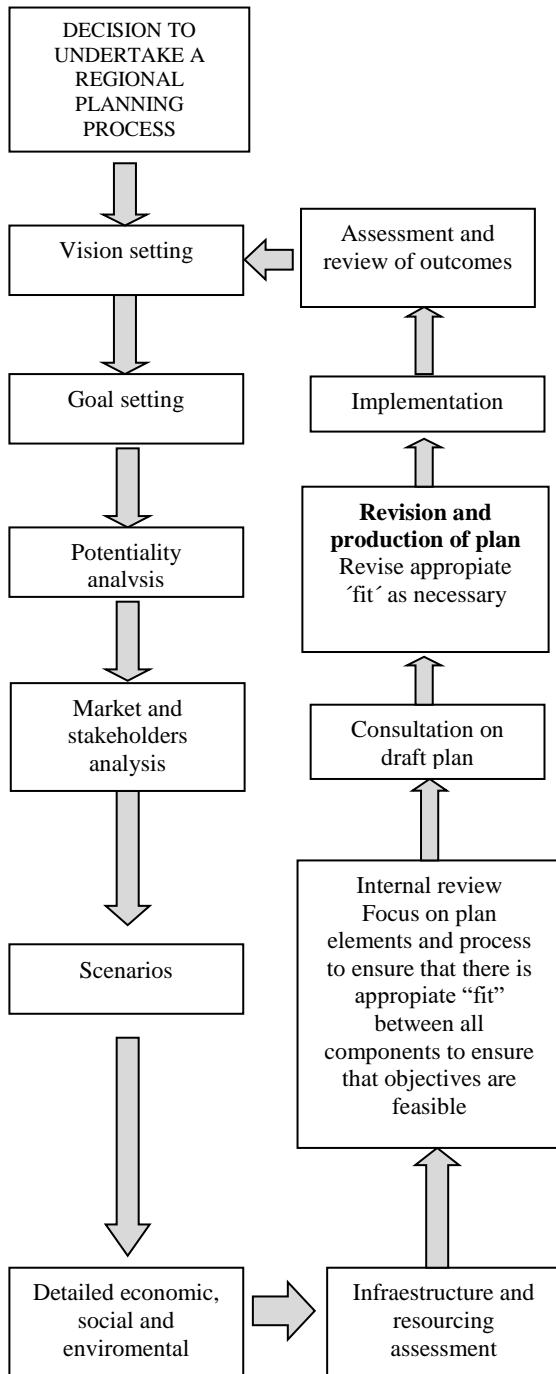 DECISION TO
UNDERTAKE A
REGIONAL
PLANNING
PROCESS
Vision setting
Goal setting
Potentiality
analysis
Market and
stakeholders
analysis
Scenarios
Detailed economic,
social and
enviromental
Infraestructure and
resourcing
assessment
Internal review
Focus on plan
elements and process
to ensure that there is
appropiate “fit”
between all
components to ensure
that objectives are
feasible
Consultation on
draft plan
Revision and
production of plan
Revise appropiate
´fit´ as necessary
Implementation
Assessment and
review of outcomes